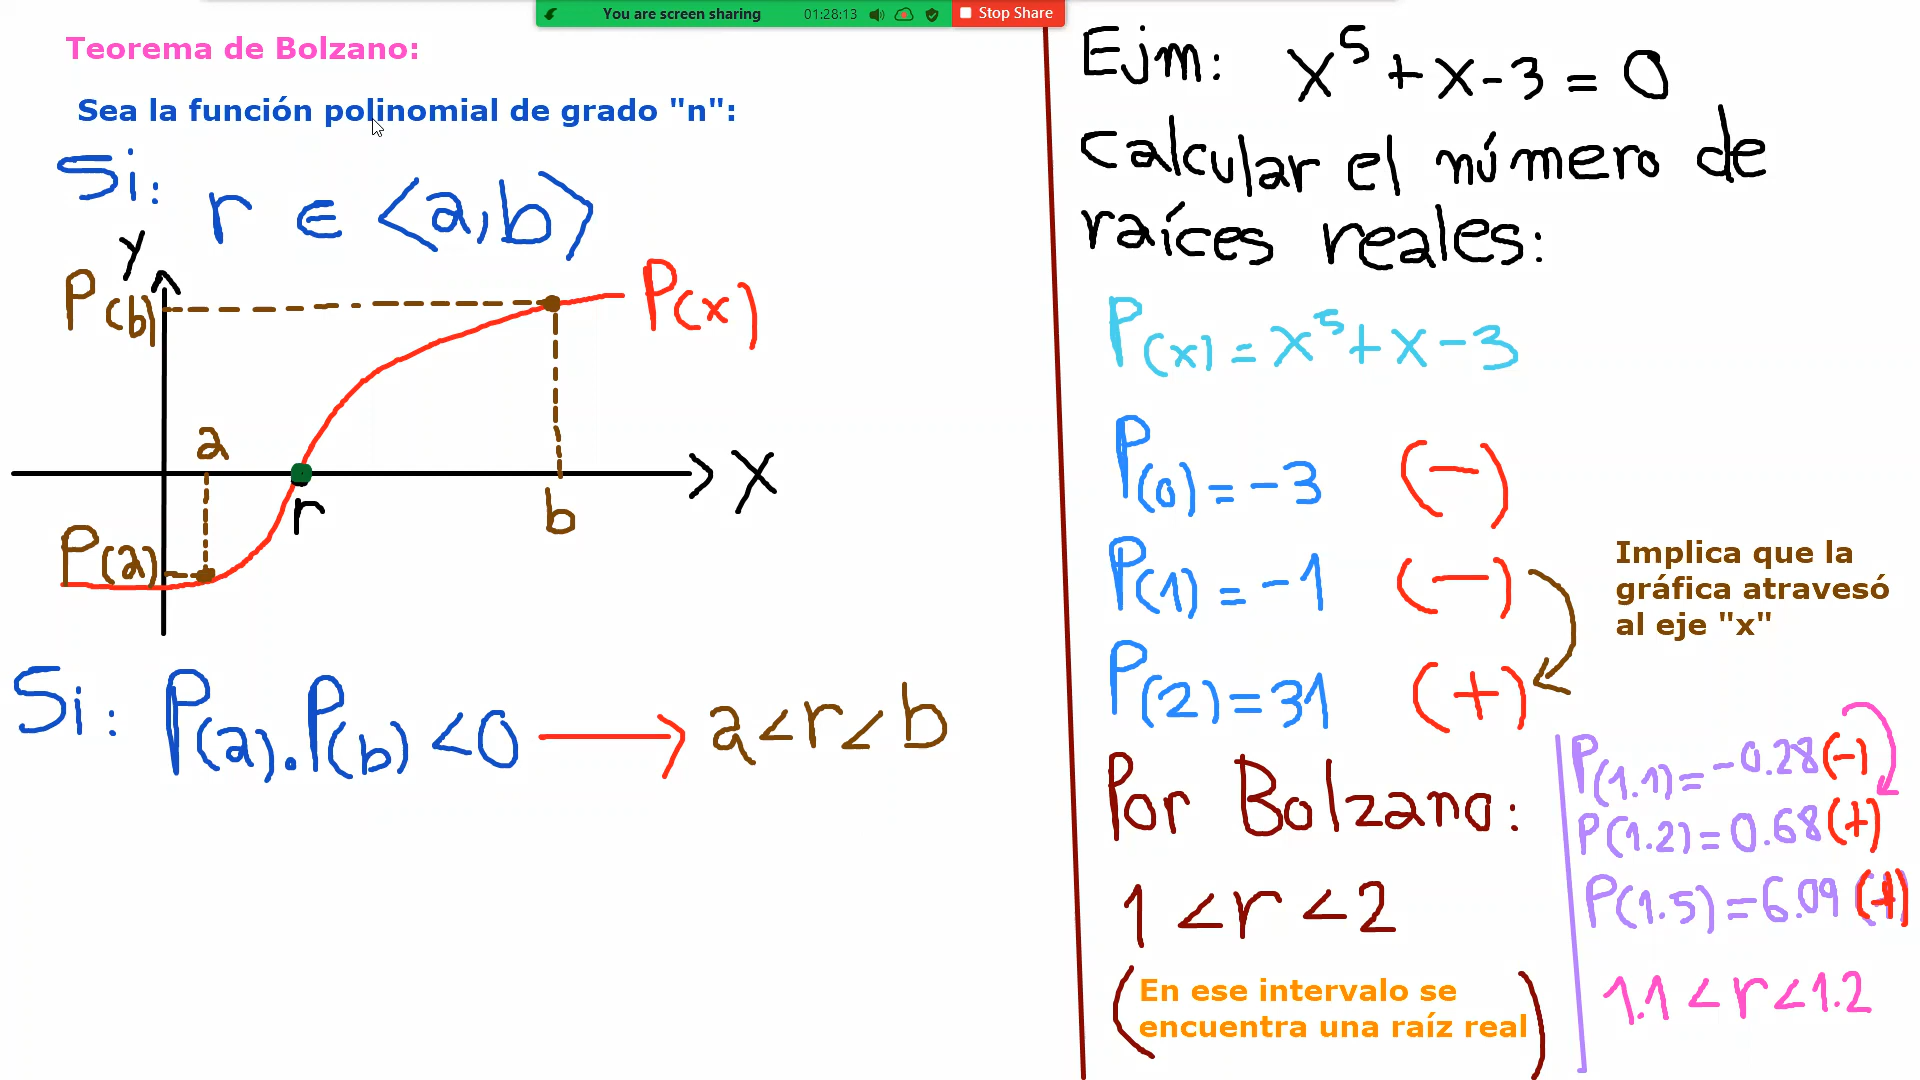 You are screen sharing 01:28:13 Stop Share
Teorema de Bolzano:
Sea la función polinomial de grado "n":
Si: r ∈ <a,b>
y
P(b)
P(x)
a
r
b
X
P(a)
Si: P(a).P(b) <0 → a<r<b
Ejm: x⁵+x-3=0
Calcular el número de
raíces reales:
P(x)=x⁵+x-3
P(0)=-3 (-)
P(1)=-1 (-)
P(2)=31 (+)
Implica que la
gráfica atravesó
al eje "x"
Por Bolzano:
1<r<2
(En ese intervalo se
encuentra una raíz real)
P(1.1)=-0.28(-)
P(1.2)=0.68(+)
P(1.5)=6.09(+)
1.1<r<1.2